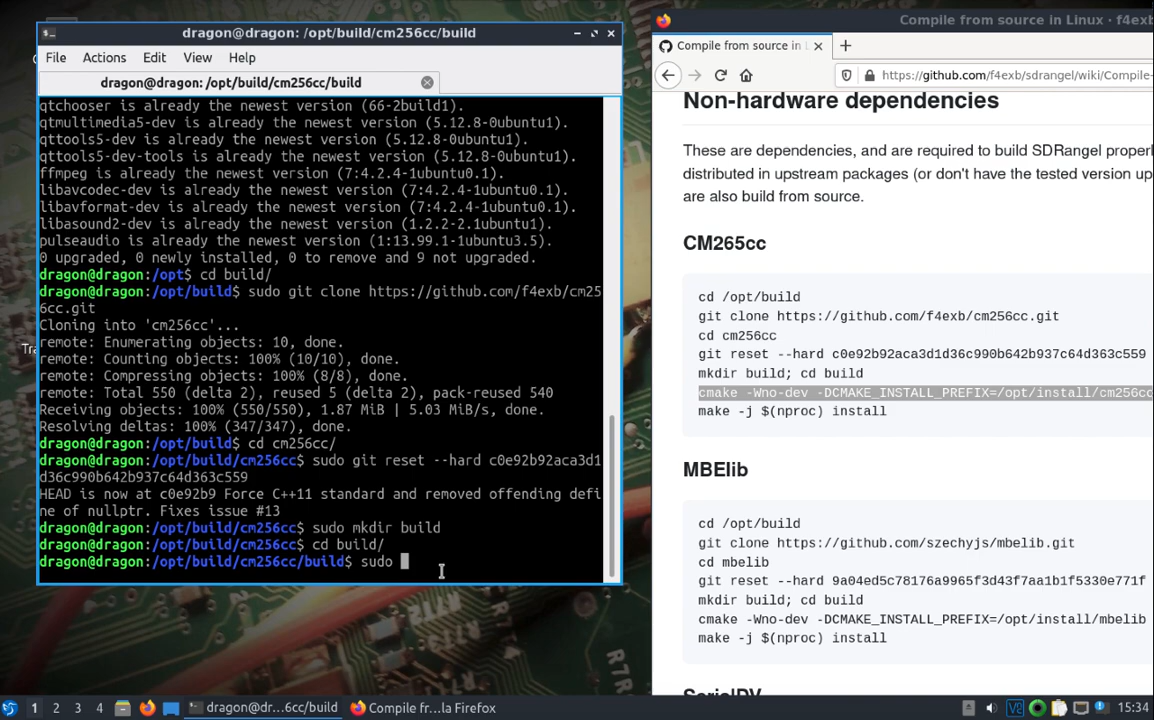 dragon@dragon: /opt/build/cm256cc/build
File Actions Edit View Help
dragon@dragon: /opt/build/cm256cc/build
qtchooser is already the newest version (66-2build1).
qtmultimedia5-dev is already the newest version (5.12.8-0ubuntu1).
qttools5-dev is already the newest version (5.12.8-0ubuntu1).
qttools5-dev-tools is already the newest version (5.12.8-0ubuntu1).
ffmpeg is already the newest version (7:4.2.4-1ubuntu0.1).
libavcodec-dev is already the newest version (7:4.2.4-1ubuntu0.1).
libavformat-dev is already the newest version (7:4.2.4-1ubuntu0.1).
libasound2-dev is already the newest version (1.2.2-2.1ubuntu1).
pulseaudio is already the newest version (1:13.99.1-1ubuntu3.5).
0 upgraded, 0 newly installed, 0 to remove and 9 not upgraded.
dragon@dragon:/opt$ cd build/
dragon@dragon:/opt/build$ sudo git clone https://github.com/f4exb/cm25
6cc.git
Cloning into 'cm256cc'...
remote: Enumerating objects: 10, done.
remote: Counting objects: 100% (10/10), done.
remote: Compressing objects: 100% (8/8), done.
remote: Total 550 (delta 2), reused 5 (delta 2), pack-reused 540
Receiving objects: 100% (550/550), 1.87 MiB | 5.03 MiB/s, done.
Resolving deltas: 100% (347/347), done.
dragon@dragon:/opt/build$ cd cm256cc/
dragon@dragon:/opt/build/cm256cc$ sudo git reset --hard c0e92b92aca3d1
d36c990b642b937c64d363c559
HEAD is now at c0e92b9 Force C++11 standard and removed offending defi
ne of nullptr. Fixes issue #13
dragon@dragon:/opt/build/cm256cc$ sudo mkdir build
dragon@dragon:/opt/build/cm256cc$ cd build/
dragon@dragon:/opt/build/cm256cc/build$ sudo
Compile from source in Linux · f4exb
Compile from source in L
https://github.com/f4exb/sdrangel/wiki/Compile-
Non-hardware dependencies
These are dependencies, and are required to build SDRangel properl
distributed in upstream packages (or don't have the tested version up
are also build from source.
CM265cc
cd /opt/build
git clone https://github.com/f4exb/cm256cc.git
cd cm256cc
git reset --hard c0e92b92aca3d1d36c990b642b937c64d363c559
mkdir build; cd build
cmake -Wno-dev -DCMAKE_INSTALL_PREFIX=/opt/install/cm256cc
make -j $(nproc) install
MBElib
cd /opt/build
git clone https://github.com/szechyjs/mbelib.git
cd mbelib
git reset --hard 9a04ed5c78176a9965f3d43f7aa1b1f5330e771f
mkdir build; cd build
cmake -Wno-dev -DCMAKE_INSTALL_PREFIX=/opt/install/mbelib
make -j $(nproc) install
SerialDV
R7R
1 2 3 4 dragon@dr...6cc/build Compile fr...la Firefox 15:34